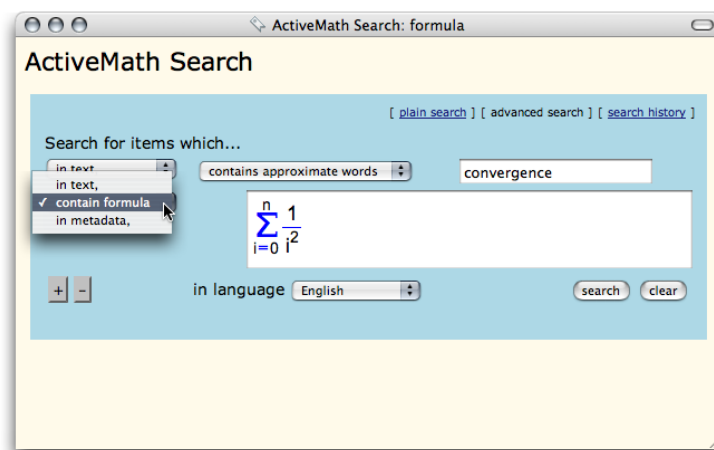 ActiveMath Search: formula
ActiveMath Search
[ plain search ] [ advanced search ] [ search history ]
Search for items which...
in text contains approximate words convergence
in text,
✓ contain formula
in metadata,
n
∑ 1
i=0 i²
+ - in language English search clear